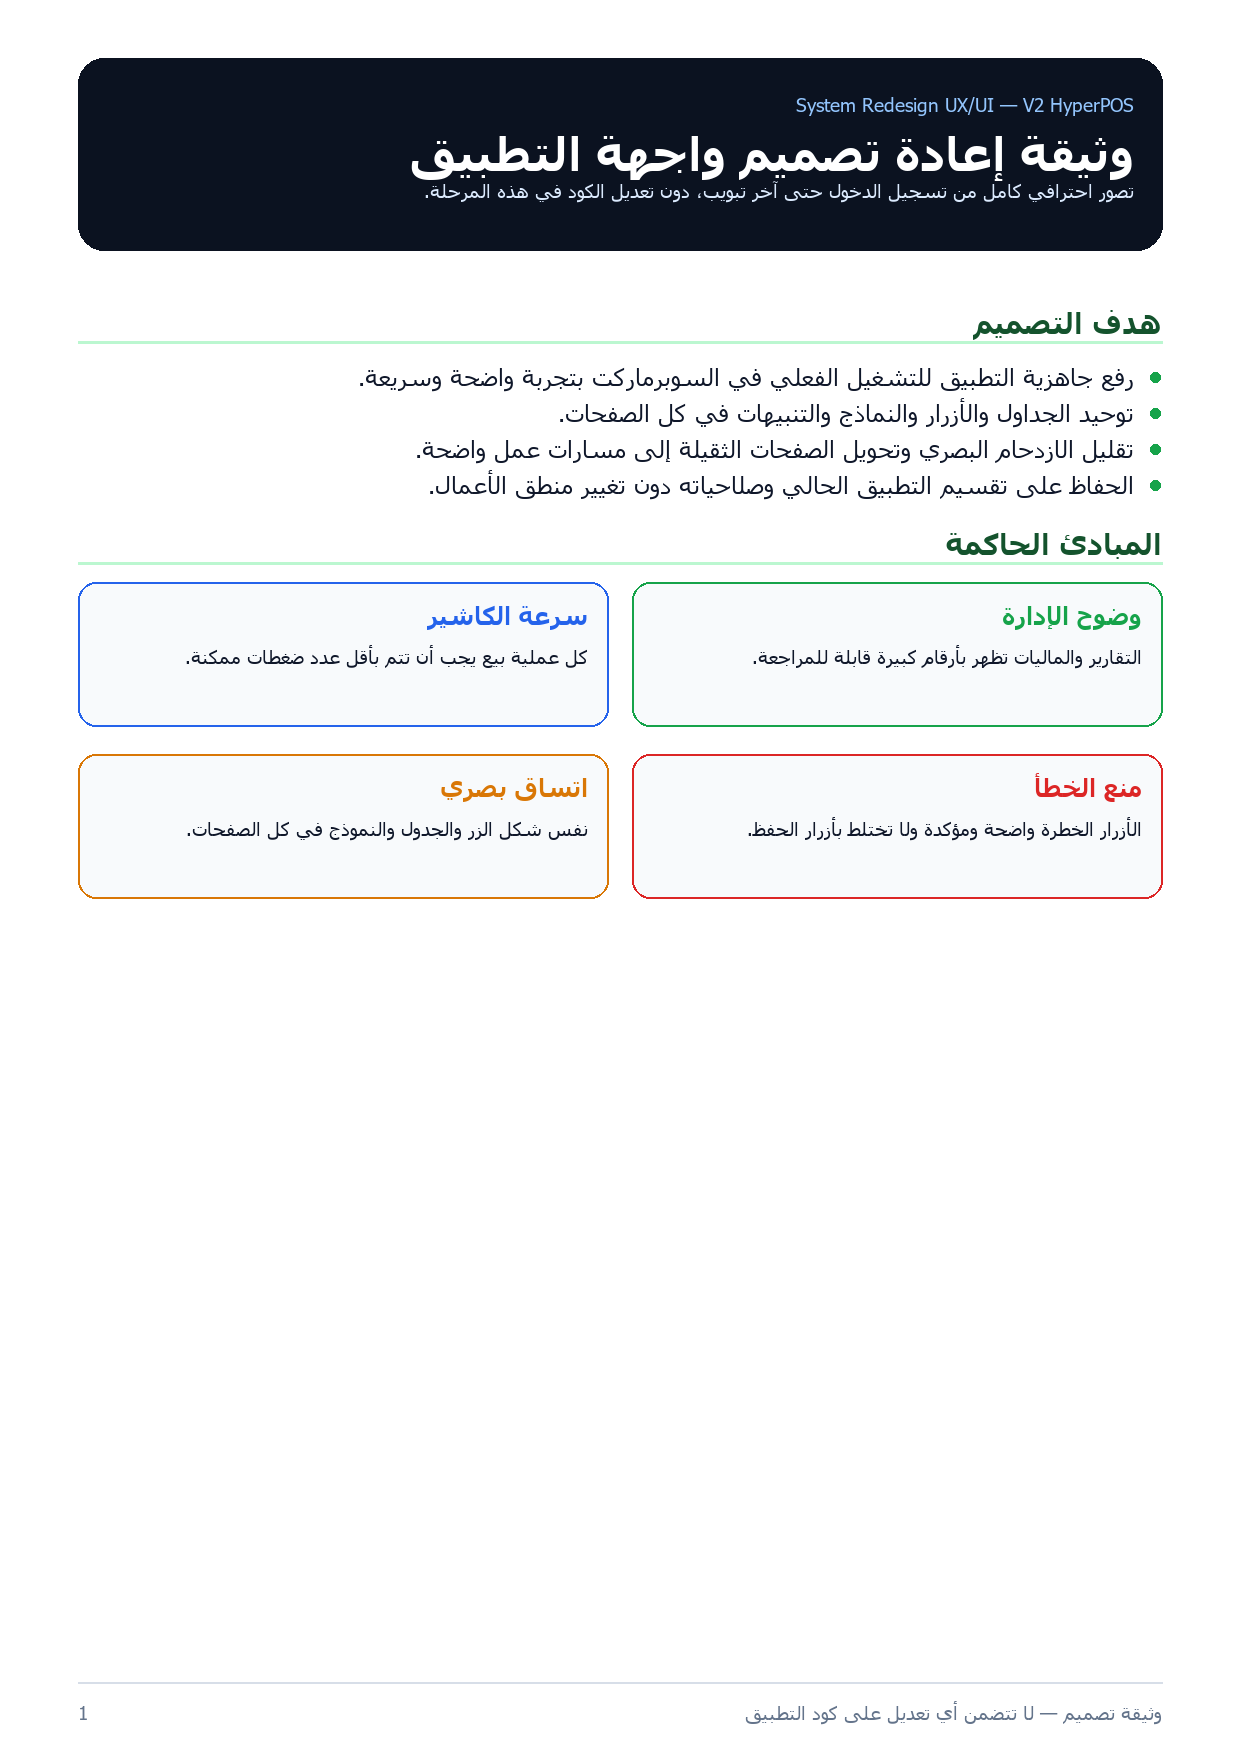 System Redesign UX/UI — V2 HyperPOS
وثيقة إعادة تصميم واجهة التطبيق
تصور احترافي كامل من تسجيل الدخول حتى آخر تبويب، دون تعديل الكود في هذه المرحلة.
هدف التصميم
رفع جاهزية التطبيق للتشغيل الفعلي في السوبرماركت بتجربة واضحة وسريعة.
توحيد الجداول والأزرار والنماذج والتنبيهات في كل الصفحات.
تقليل الازدحام البصري وتحويل الصفحات الثقيلة إلى مسارات عمل واضحة.
الحفاظ على تقسيم التطبيق الحالي وصلاحياته دون تغيير منطق الأعمال.
المبادئ الحاكمة
وضوح الإدارة
التقارير والماليات تظهر بأرقام كبيرة قابلة للمراجعة.
سرعة الكاشير
كل عملية بيع يجب أن تتم بأقل عدد ضغطات ممكنة.
منع الخطأ
الأزرار الخطرة واضحة ومؤكدة ولا تختلط بأزرار الحفظ.
اتساق بصري
نفس شكل الزر والجدول والنموذج في كل الصفحات.
وثيقة تصميم — لا تتضمن أي تعديل على كود التطبيق
1